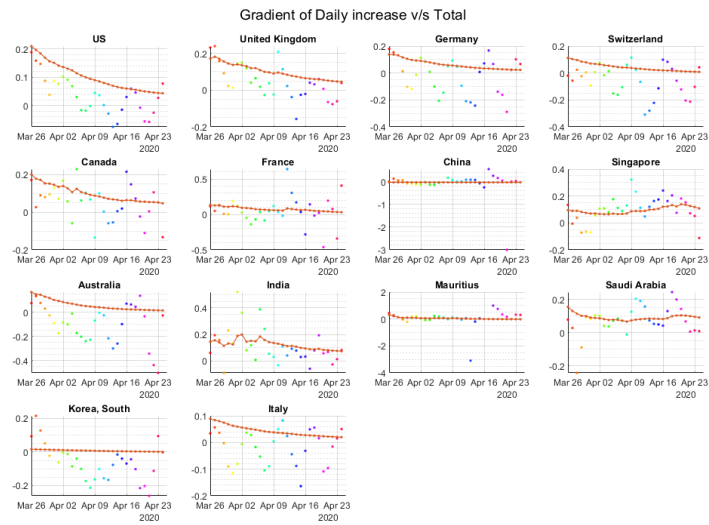 Gradient of Daily increase v/s Total
US
0.2
0.1
0
Mar 26 Apr 02 Apr 09 Apr 16 Apr 23
2020
United Kingdom
0.2
0
-0.2
Mar 26 Apr 02 Apr 09 Apr 16 Apr 23
2020
Germany
0.2
0
-0.2
-0.4
Mar 26 Apr 02 Apr 09 Apr 16 Apr 23
2020
Switzerland
0.2
0
-0.2
-0.4
Mar 26 Apr 02 Apr 09 Apr 16 Apr 23
2020
Canada
0.2
0
-0.2
Mar 26 Apr 02 Apr 09 Apr 16 Apr 23
2020
France
0.5
0
-0.5
Mar 26 Apr 02 Apr 09 Apr 16 Apr 23
2020
China
0
-1
-2
-3
Mar 26 Apr 02 Apr 09 Apr 16 Apr 23
2020
Singapore
0.4
0.2
0
-0.2
Mar 26 Apr 02 Apr 09 Apr 16 Apr 23
2020
Australia
0
-0.2
-0.4
Mar 26 Apr 02 Apr 09 Apr 16 Apr 23
2020
India
0.4
0.2
0
Mar 26 Apr 02 Apr 09 Apr 16 Apr 23
2020
Mauritius
2
0
-2
-4
Mar 26 Apr 02 Apr 09 Apr 16 Apr 23
2020
Saudi Arabia
0.2
0
-0.2
Mar 26 Apr 02 Apr 09 Apr 16 Apr 23
2020
Korea, South
0.2
0
-0.2
Mar 26 Apr 02 Apr 09 Apr 16 Apr 23
2020
Italy
0.1
0
-0.1
-0.2
Mar 26 Apr 02 Apr 09 Apr 16 Apr 23
2020